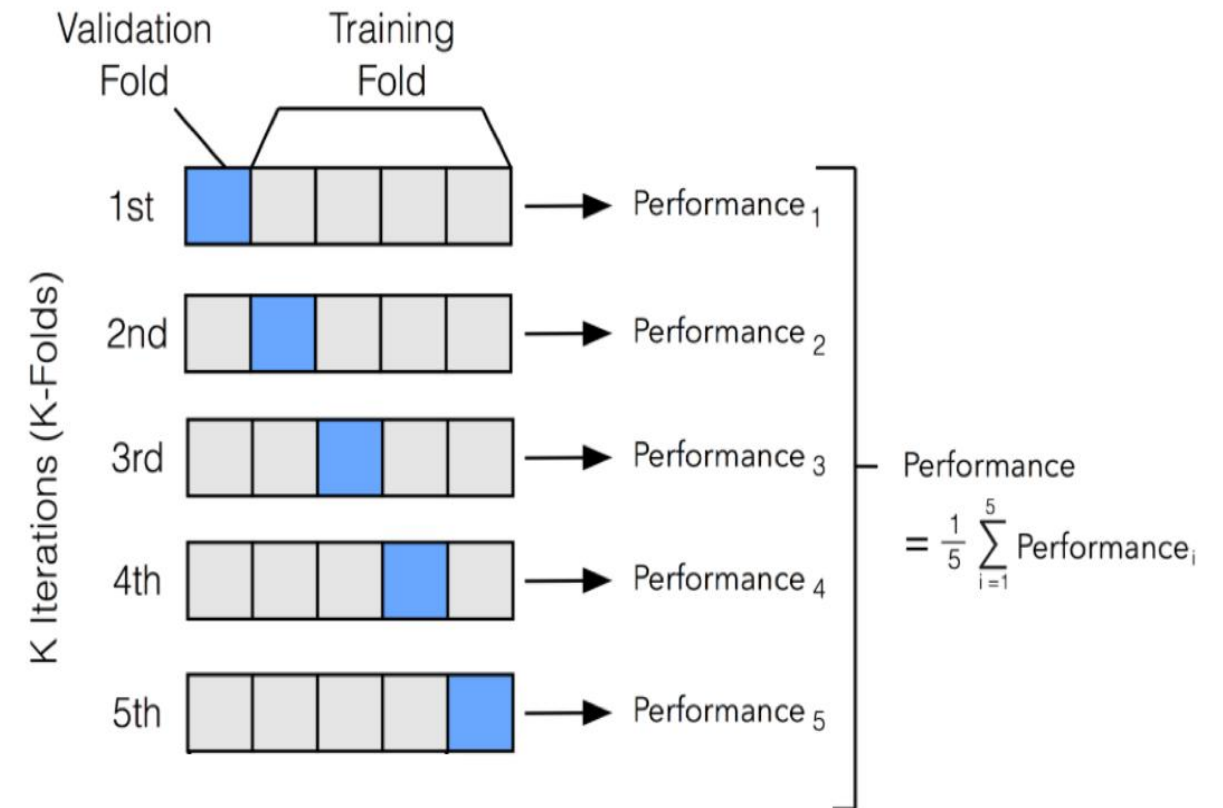 Validation
Fold
Training
Fold
K Iterations (K-Folds)
1st
Performance 1
2nd
Performance 2
3rd
Performance 3
4th
Performance 4
5th
Performance 5
Performance
= 1/5 5 ∑ i=1 Performance i